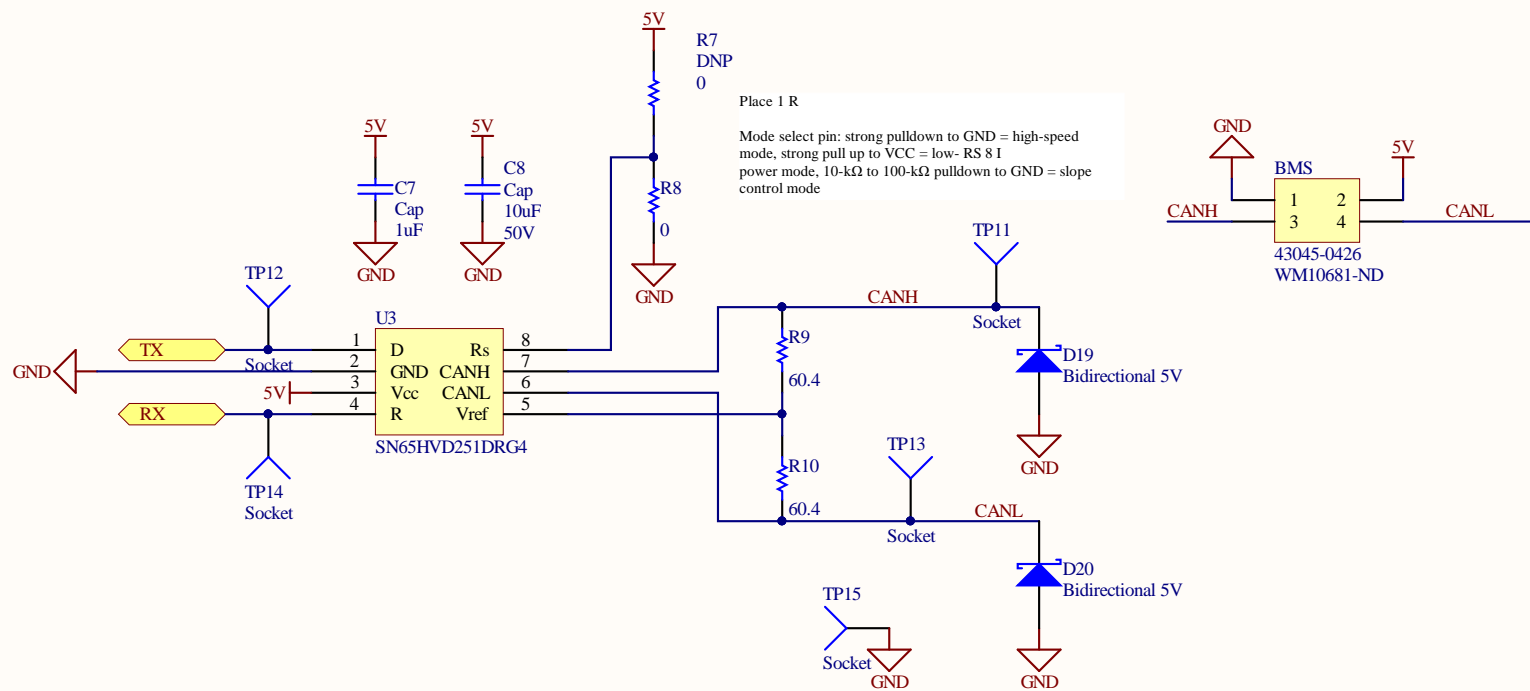 5V
R7
DNP
0
Place 1 R
Mode select pin: strong pulldown to GND = high-speed
mode, strong pull up to VCC = low- RS 8 I
power mode, 10-kΩ to 100-kΩ pulldown to GND = slope
control mode
5V
C7
Cap
1uF
GND
5V
C8
Cap
10uF
50V
GND
R8
0
GND
GND
BMS
5V
CANH
1
2
3
4
CANL
43045-0426
WM10681-ND
TP12
Socket
TX
GND
5V
RX
TP14
Socket
U3
1
D
Rs
8
2
GND
CANH
7
3
Vcc
CANL
6
4
R
Vref
5
SN65HVD251DRG4
CANH
TP11
Socket
R9
60.4
D19
Bidirectional 5V
GND
R10
60.4
TP13
Socket
CANL
D20
Bidirectional 5V
GND
TP15
Socket
GND